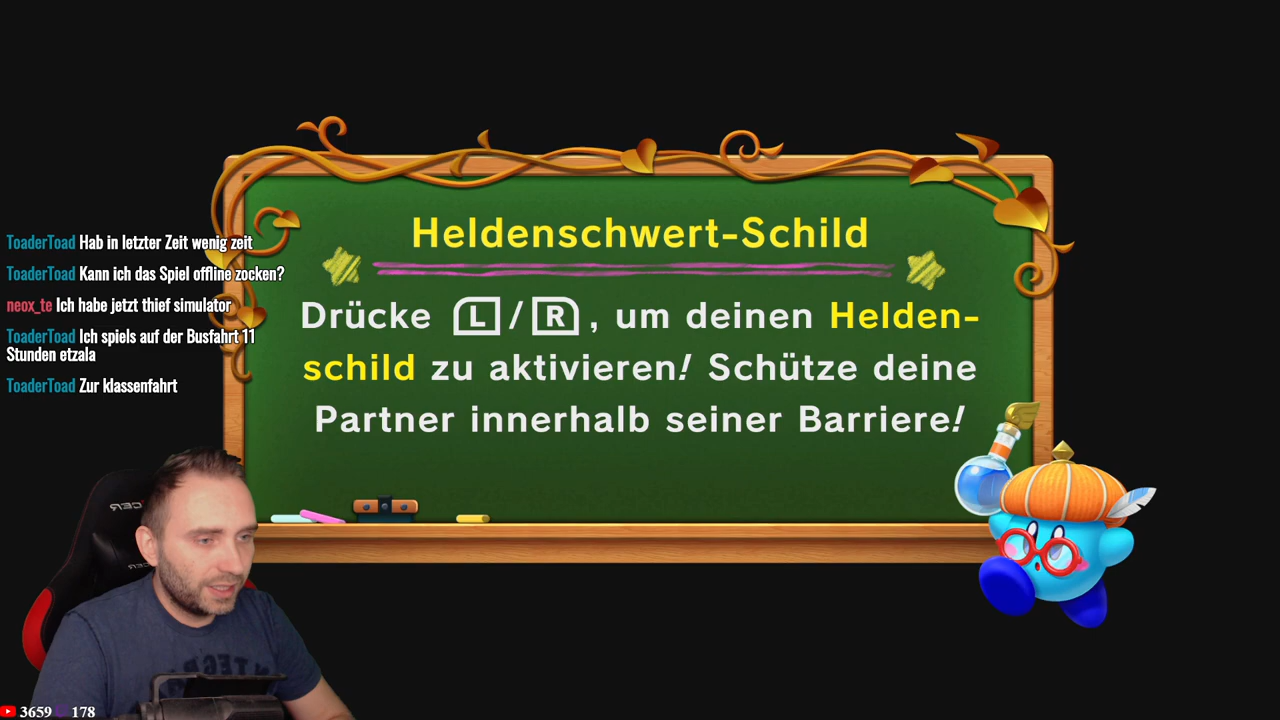 Heldenschwert-Schild
Drücke L/R, um deinen Helden-
schild zu aktivieren! Schütze deine
Partner innerhalb seiner Barriere!
ToaderToad Hab in letzter Zeit wenig zeit
ToaderToad Kann ich das Spiel offline zocken?
neox_te Ich habe jetzt thief simulator
ToaderToad Ich spiels auf der Busfahrt 11
Stunden etzala
ToaderToad Zur klassenfahrt
3659 178